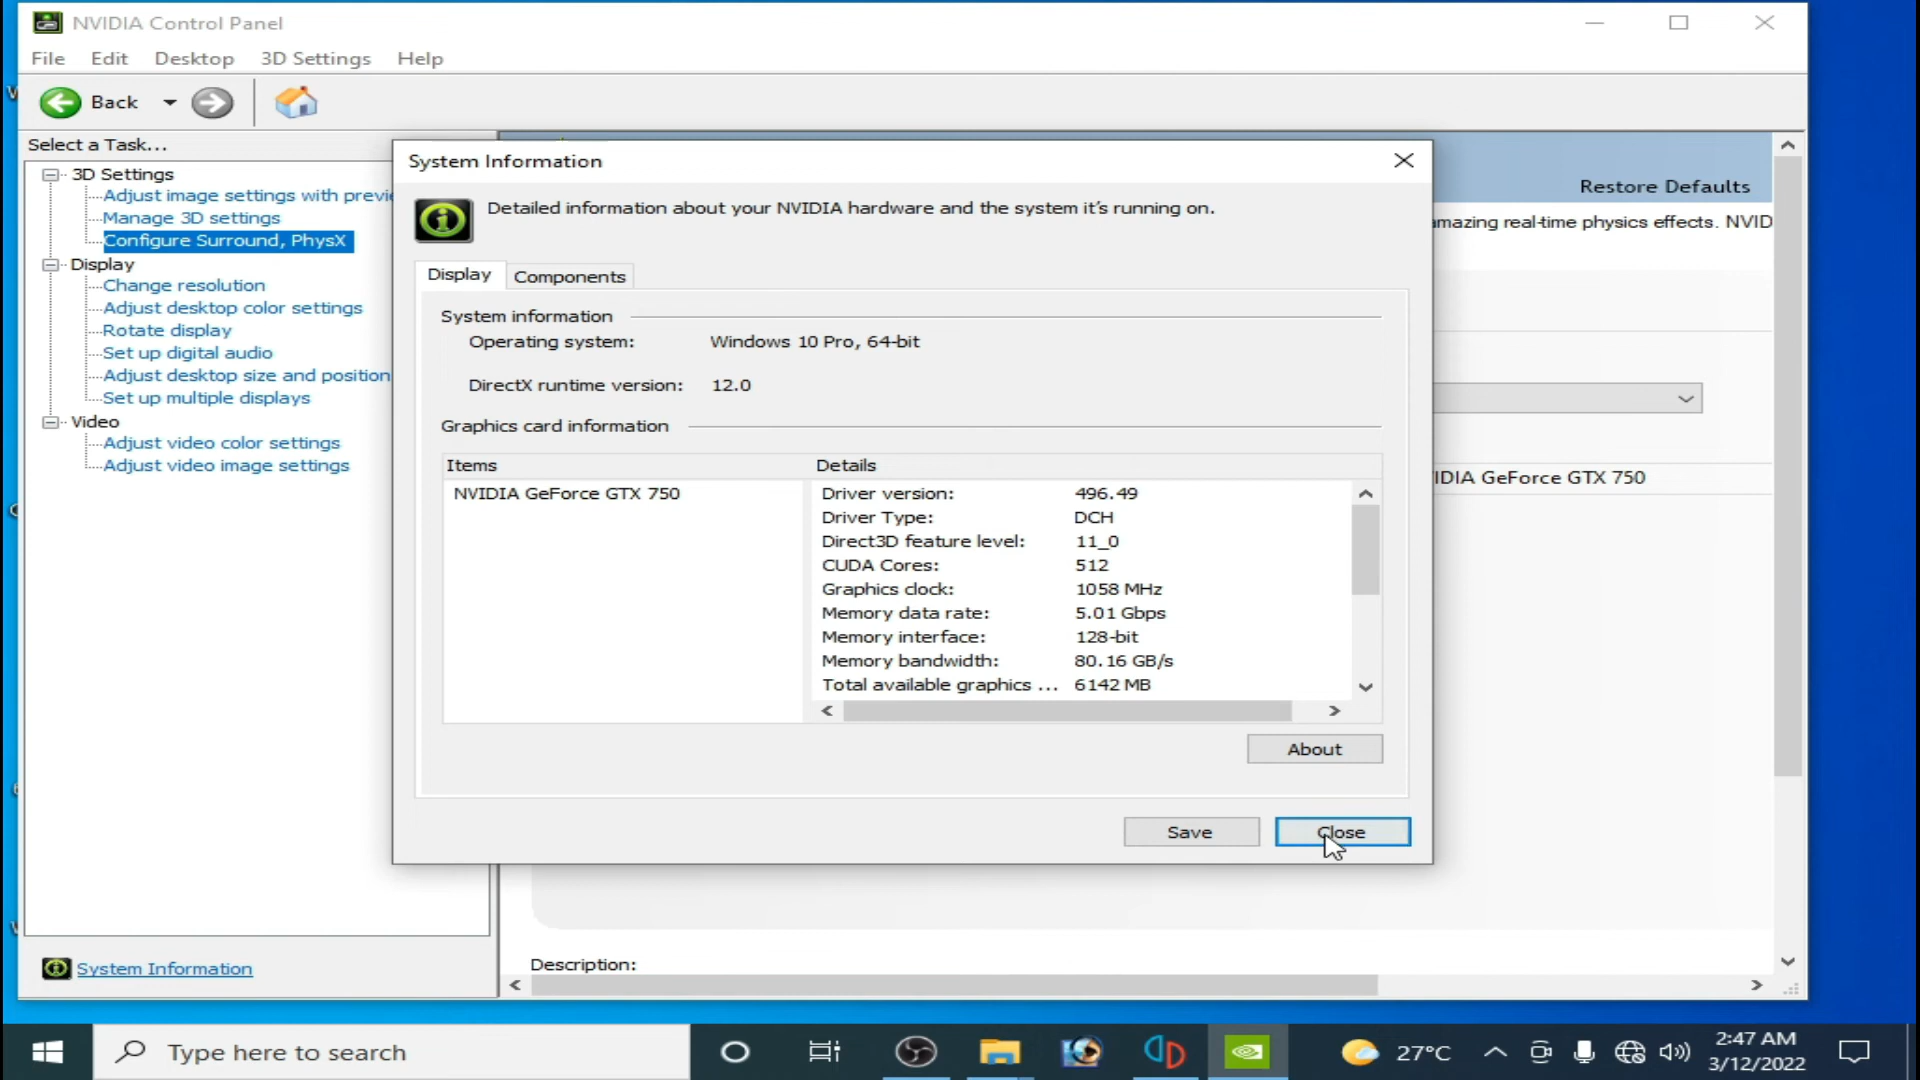 NVIDIA Control Panel
File Edit Desktop 3D Settings Help
Back
Select a Task...
3D Settings
Adjust image settings with previe
Manage 3D settings
Configure Surround, PhysX
Display
Change resolution
Adjust desktop color settings
Rotate display
Set up digital audio
Adjust desktop size and position
Set up multiple displays
Video
Adjust video color settings
Adjust video image settings
System Information
Restore Defaults
amazing real-time physics effects. NVID
IDIA GeForce GTX 750
Description:
System Information
Detailed information about your NVIDIA hardware and the system it's running on.
Display Components
System information
Operating system: Windows 10 Pro, 64-bit
DirectX runtime version: 12.0
Graphics card information
Items Details
NVIDIA GeForce GTX 750
Driver version: 496.49
Driver Type: DCH
Direct3D feature level: 11_0
CUDA Cores: 512
Graphics clock: 1058 MHz
Memory data rate: 5.01 Gbps
Memory interface: 128-bit
Memory bandwidth: 80.16 GB/s
Total available graphics ... 6142 MB
About
Save Close
Type here to search
27°C
2:47 AM
3/12/2022